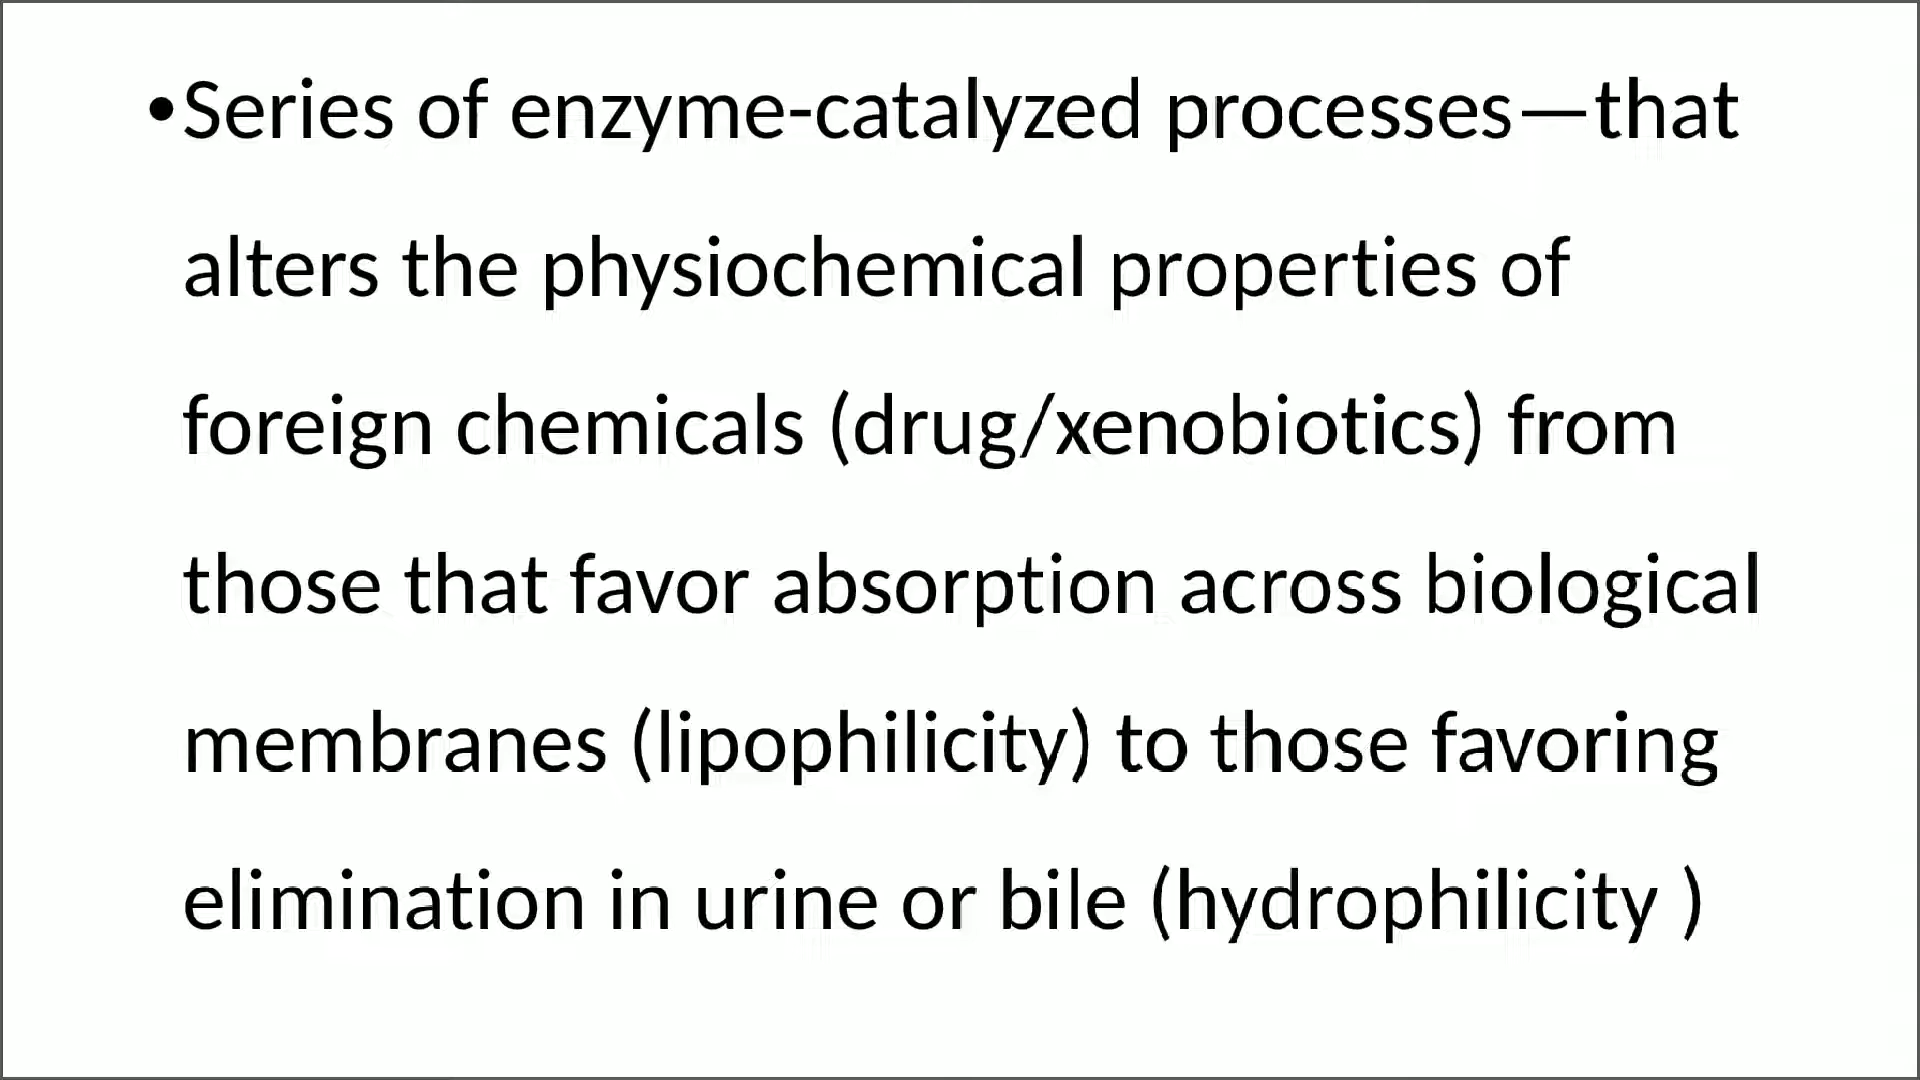 •Series of enzyme-catalyzed processes—that
alters the physiochemical properties of
foreign chemicals (drug/xenobiotics) from
those that favor absorption across biological
membranes (lipophilicity) to those favoring
elimination in urine or bile (hydrophilicity )